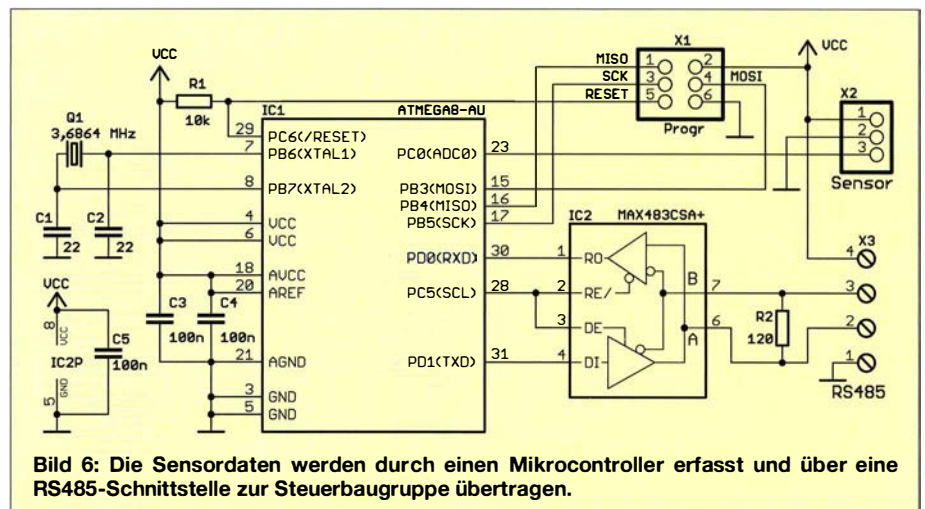 VCC
R1
10k
Q1
3,6864 MHz
C1
22
C2
22
VCC
8
VCC
IC2P
5
GND
C5
100n
C3
100n
C4
100n
IC1
ATMEGA8-AU
29 PC6(/RESET)
7 PB6(XTAL1)
8 PB7(XTAL2)
4 VCC
6 VCC
18 AVCC
20 AREF
21 AGND
3 GND
5 GND
PC0(ADC0) 23
PB3(MOSI) 15
PB4(MISO) 16
PB5(SCK) 17
PD0(RXD) 30
PC5(SCL) 28
PD1(TXD) 31
X1
MISO 1 2
SCK 3 4 MOSI
RESET 5 6
Progr
VCC
X2
1
2
3
Sensor
IC2 MAX483CSA+
1 RO
2 RE/
3 DE
4 DI
B 7
A 6
R2
120
X3
4
3
2
1
RS485
Bild 6: Die Sensordaten werden durch einen Mikrocontroller erfasst und über eine
RS485-Schnittstelle zur Steuerbaugruppe übertragen.